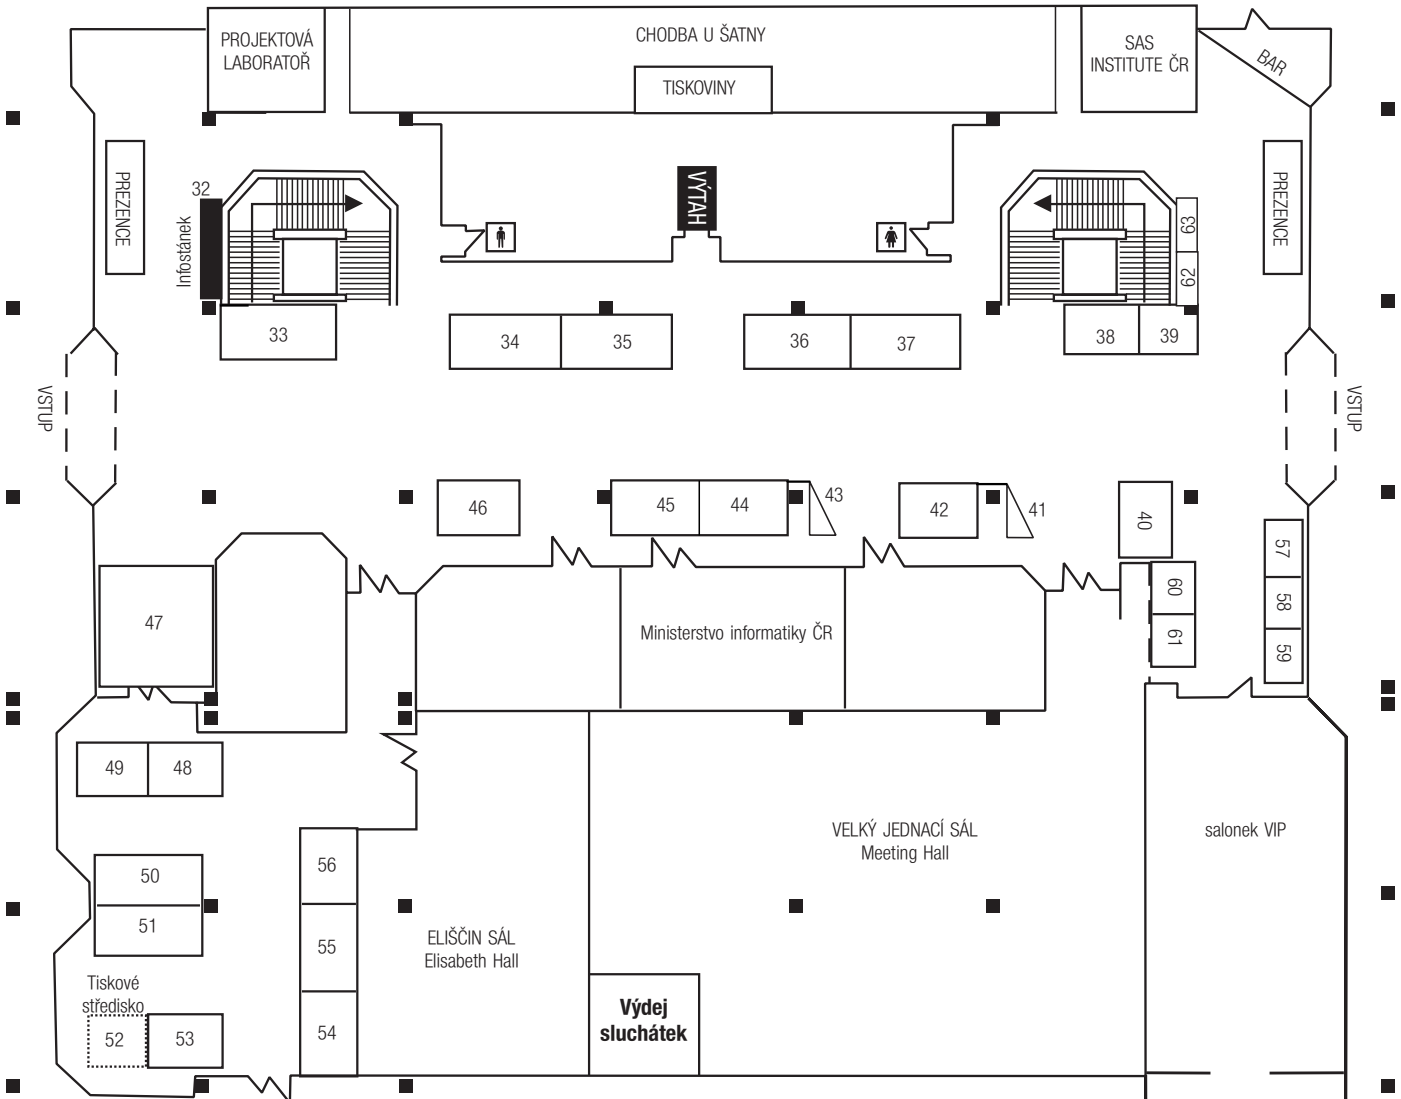 PROJEKTOVÁ
LABORATOŘ
CHODBA U ŠATNY
TISKOVINY
SAS
INSTITUTE ČR
BAR
PREZENCE
32
Infostánek
VÝTAH
63
62
PREZENCE
33
34
35
36
37
38
39
VSTUP
VSTUP
46
45
44
43
42
41
40
57
58
59
60
61
47
Ministerstvo informatiky ČR
49
48
50
51
56
55
54
VELKÝ JEDNACÍ SÁL
Meeting Hall
salonek VIP
ELIŠČIN SÁL
Elisabeth Hall
Tiskové
středisko
52
53
Výdej
sluchátek